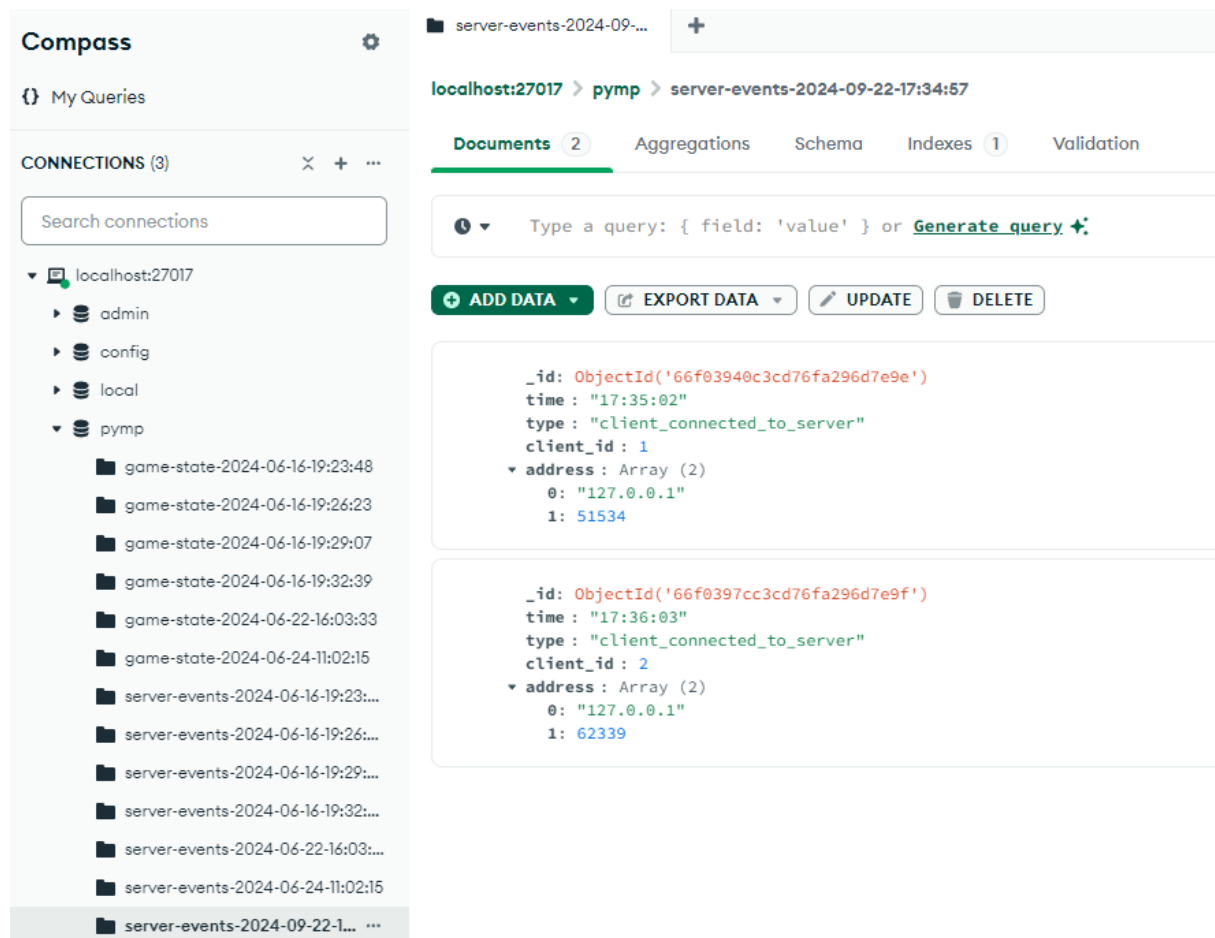 Compass
{} My Queries
CONNECTIONS (3)
Search connections
localhost:27017
admin
config
local
pymp
game-state-2024-06-16-19:23:48
game-state-2024-06-16-19:26:23
game-state-2024-06-16-19:29:07
game-state-2024-06-16-19:32:39
game-state-2024-06-22-16:03:33
game-state-2024-06-24-11:02:15
server-events-2024-06-16-19:23:...
server-events-2024-06-16-19:26:...
server-events-2024-06-16-19:29:...
server-events-2024-06-16-19:32:...
server-events-2024-06-22-16:03:...
server-events-2024-06-24-11:02:15
server-events-2024-09-22-1...
server-events-2024-09-...
localhost:27017 > pymp > server-events-2024-09-22-17:34:57
Documents 2 Aggregations Schema Indexes 1 Validation
Type a query: { field: 'value' } or Generate query
ADD DATA EXPORT DATA UPDATE DELETE
_id: ObjectId('66f03940c3cd76fa296d7e9e')
time : "17:35:02"
type : "client_connected_to_server"
client_id : 1
address : Array (2)
0: "127.0.0.1"
1: 51534
_id: ObjectId('66f0397cc3cd76fa296d7e9f')
time : "17:36:03"
type : "client_connected_to_server"
client_id : 2
address : Array (2)
0: "127.0.0.1"
1: 62339